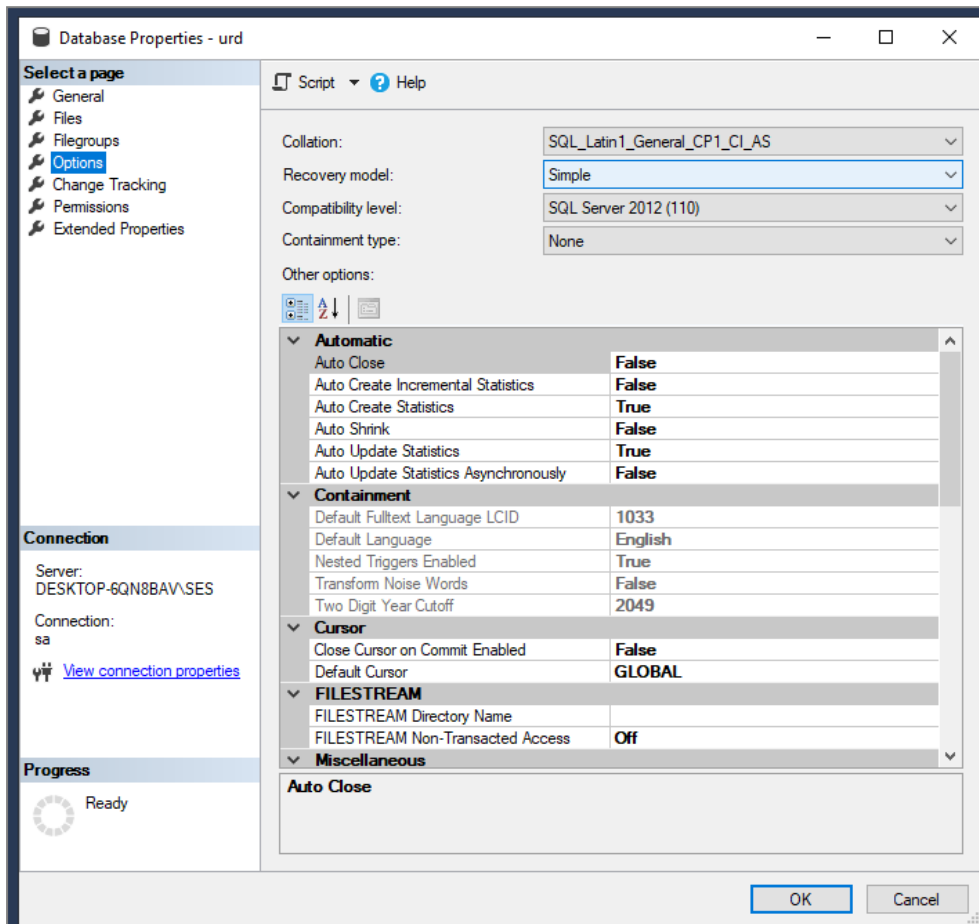 Database Properties - urd
Select a page
General
Files
Filegroups
Options
Change Tracking
Permissions
Extended Properties
Connection
Server:
DESKTOP-6QN8BAV\SES
Connection:
sa
View connection properties
Progress
Ready
Script Help
Collation: SQL_Latin1_General_CP1_CI_AS
Recovery model: Simple
Compatibility level: SQL Server 2012 (110)
Containment type: None
Other options:
Automatic
Auto Close False
Auto Create Incremental Statistics False
Auto Create Statistics True
Auto Shrink False
Auto Update Statistics True
Auto Update Statistics Asynchronously False
Containment
Default Fulltext Language LCID 1033
Default Language English
Nested Triggers Enabled True
Transform Noise Words False
Two Digit Year Cutoff 2049
Cursor
Close Cursor on Commit Enabled False
Default Cursor GLOBAL
FILESTREAM
FILESTREAM Directory Name
FILESTREAM Non-Transacted Access Off
Miscellaneous
Auto Close
OK Cancel